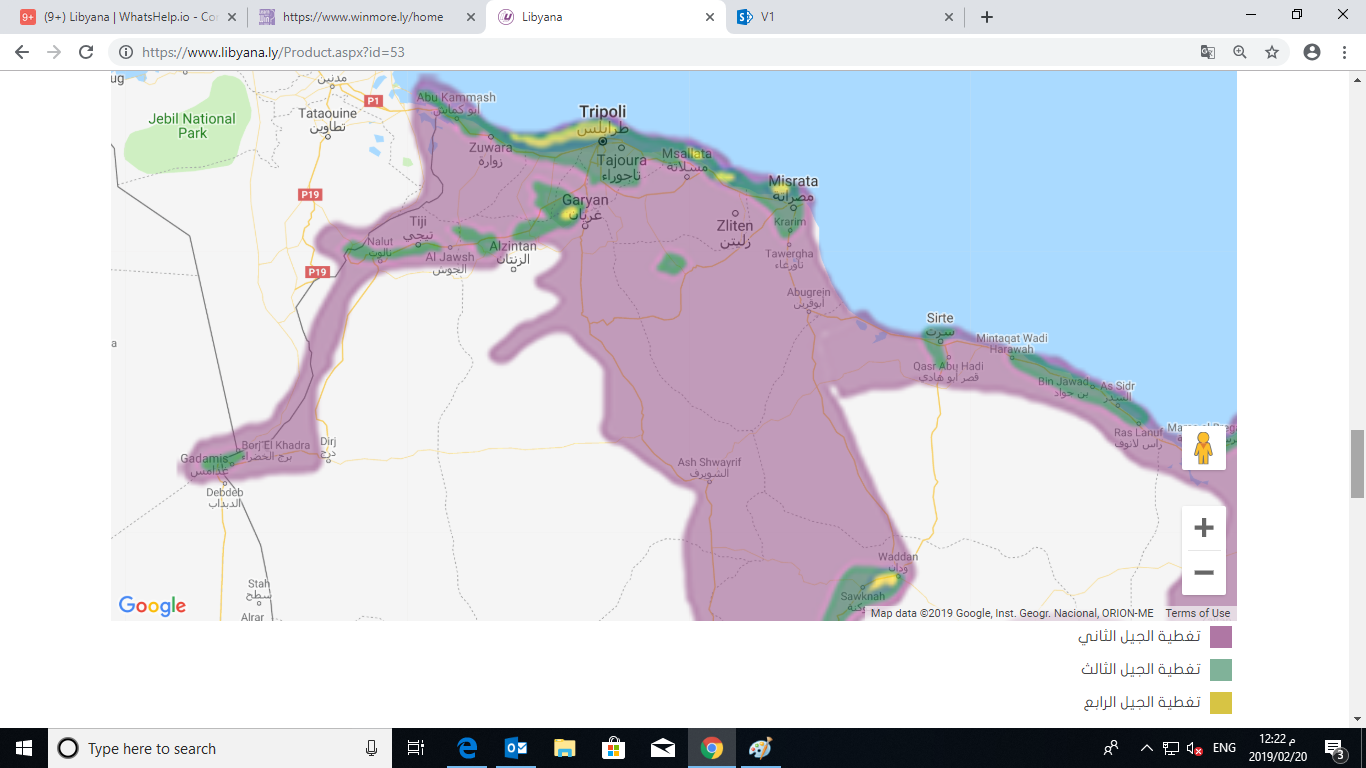 (9+) Libyana | WhatsHelp.io - Co
https://www.winmore.ly/home
Libyana
V1
https://www.libyana.ly/Product.aspx?id=53
ug
مدنين
Jebil National
Park
Tataouine
تطاوين
P1
Abu Kammash
أبو كماش
Tripoli
طرابلس
Zuwara
زوارة
Tajoura
تاجوراء
Msallata
مسلاتة
Misrata
مصراتة
P19
Garyan
غريان
Krarim
Zliten
زليتن
Tiji
تيجي
Nalut
نالوت
Al Jawsh
الجوش
Alzintan
الزنتان
Tawergha
تاورغاء
P19
Abugrein
أبوقرين
Sirte
سرت
Mintaqat Wadi
Harawah
a
Qasr Abu Hadi
قصر أبو هادي
Bin Jawad
بن جواد
As Sidr
السدر
Ras Lanuf
راس لانوف
Borj El Khadra
برج الخضراء
Dirj
درج
Gadamis
غدامس
Debdeb
الدبداب
Ash Shwayrif
الشويرف
Waddan
ودان
Sawknah
Stah
سطح
Alrar
Google
Map data ©2019 Google, Inst. Geogr. Nacional, ORION-ME
Terms of Use
تغطية الجيل الثاني
تغطية الجيل الثالث
تغطية الجيل الرابع
Type here to search
ENG
12:22 م
2019/02/20
3